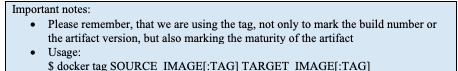 Important notes:
• Please remember, that we are using the tag, not only to mark the build number or
the artifact version, but also marking the maturity of the artifact
• Usage:
$ docker tag SOURCE_IMAGE[:TAG] TARGET_IMAGE[:TAG]